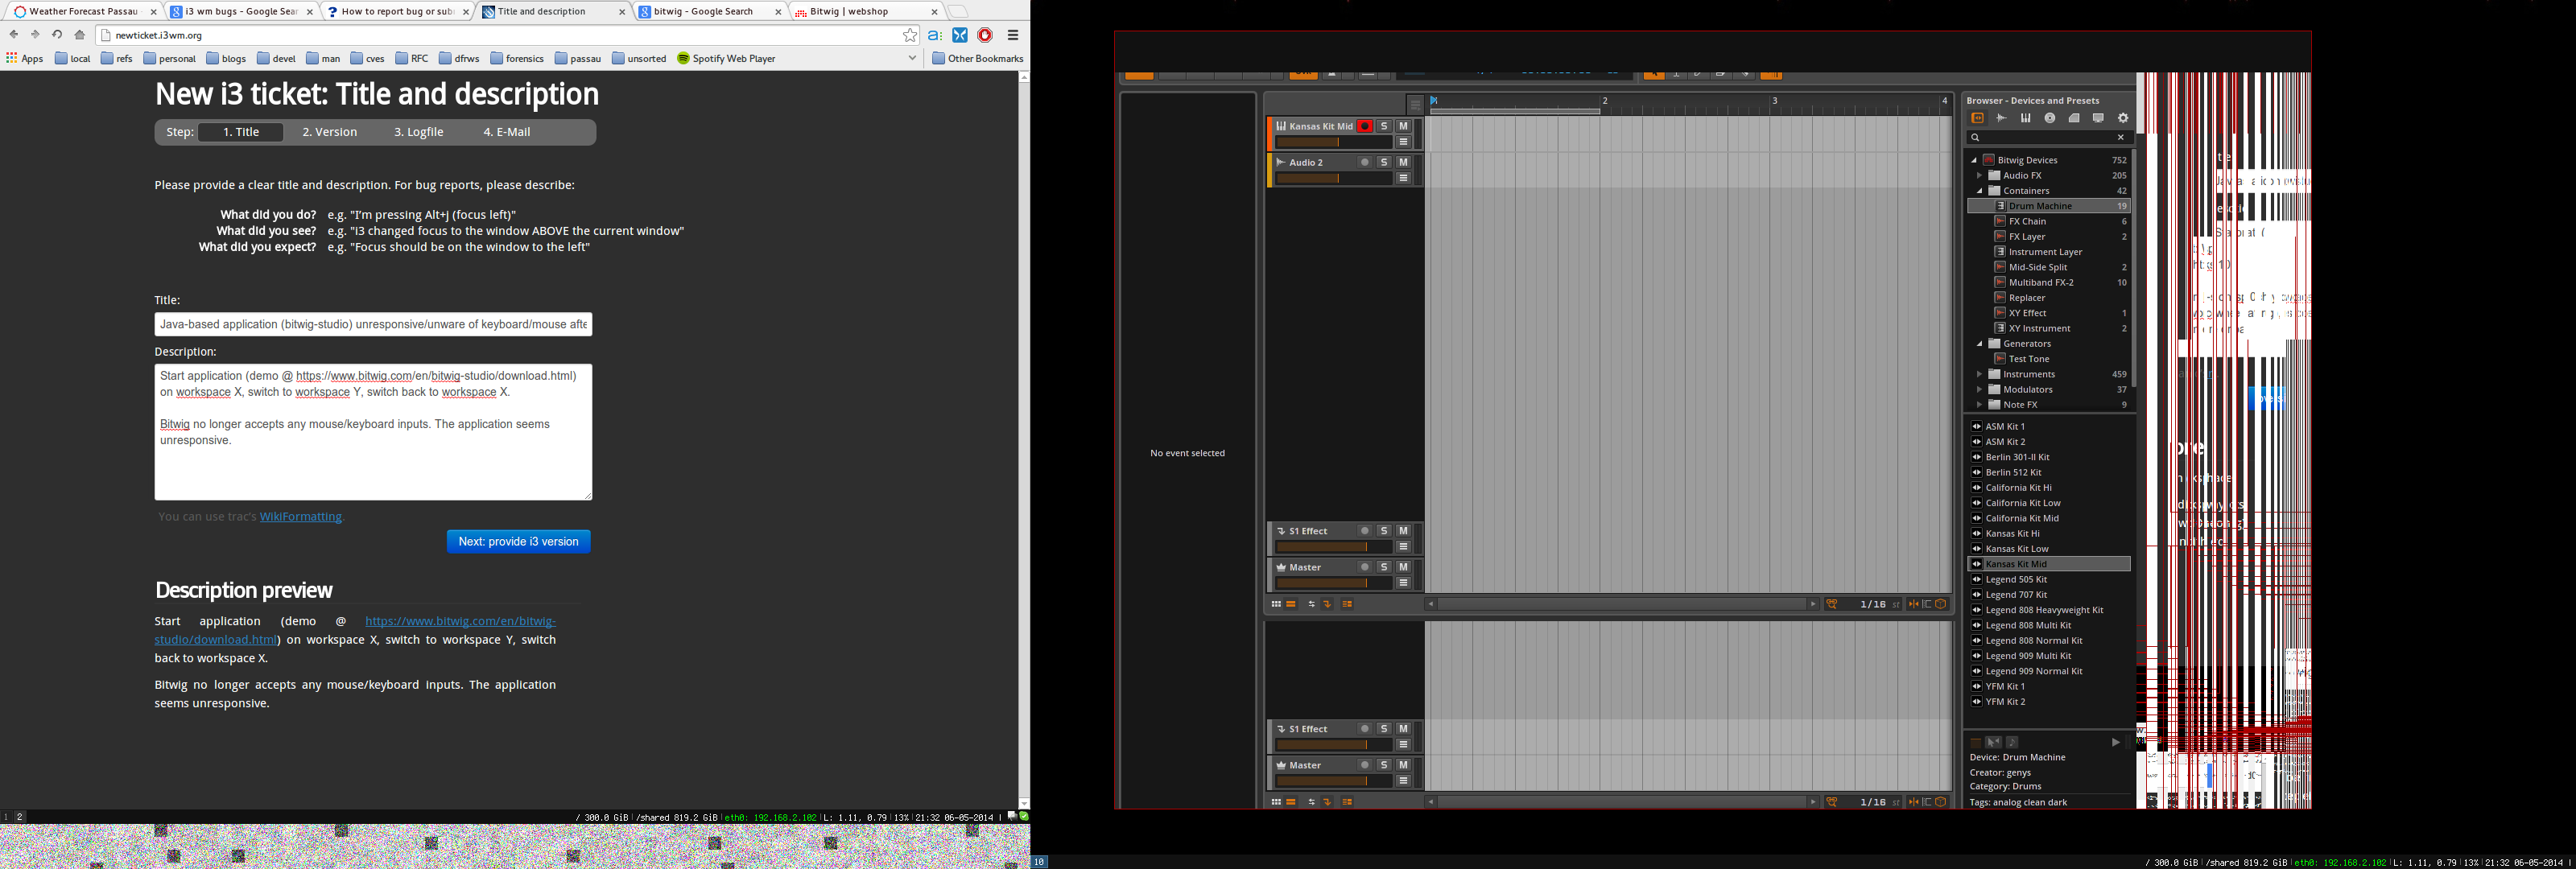 Weather Forecast Passau -
i3 wm bugs - Google Sear
How to report bug or sub
Title and description
bitwig - Google Search
Bitwig | webshop
newticket.i3wm.org
Apps local refs personal blogs devel man cves RFC dfrws forensics passau unsorted Spotify Web Player Other Bookmarks
New i3 ticket: Title and description
Step: 1. Title 2. Version 3. Logfile 4. E-Mail
Please provide a clear title and description. For bug reports, please describe:
What did you do? e.g. "I'm pressing Alt+j (focus left)"
What did you see? e.g. "i3 changed focus to the window ABOVE the current window"
What did you expect? e.g. "Focus should be on the window to the left"
Title:
Java-based application (bitwig-studio) unresponsive/unware of keyboard/mouse afte
Description:
Start application (demo @ https://www.bitwig.com/en/bitwig-studio/download.html)
on workspace X, switch to workspace Y, switch back to workspace X.
Bitwig no longer accepts any mouse/keyboard inputs. The application seems
unresponsive.
You can use trac's WikiFormatting.
Next: provide i3 version
Description preview
Start application (demo @ https://www.bitwig.com/en/bitwig-
studio/download.html) on workspace X, switch to workspace Y, switch
back to workspace X.
Bitwig no longer accepts any mouse/keyboard inputs. The application
seems unresponsive.
1 2
/ 300.0 GiB | /shared 819.2 GiB | eth0: 192.168.2.102 | L: 1.11, 0.79 | 13% | 21:32 06-05-2014 |
No event selected
2 3 4
Kansas Kit Mid S M
Audio 2 S M
S1 Effect S M
Master S M
1/16 st
S1 Effect S M
Master S M
1/16 st
Browser - Devices and Presets
Bitwig Devices 752
Audio FX 205
Containers 42
Drum Machine 19
FX Chain 6
FX Layer 2
Instrument Layer
Mid-Side Split 2
Multiband FX-2 10
Replacer
XY Effect 1
XY Instrument 2
Generators
Test Tone
Instruments 459
Modulators 37
Note FX 9
ASM Kit 1
ASM Kit 2
Berlin 301-II Kit
Berlin 512 Kit
California Kit Hi
California Kit Low
California Kit Mid
Kansas Kit Hi
Kansas Kit Low
Kansas Kit Mid
Legend 505 Kit
Legend 707 Kit
Legend 808 Heavyweight Kit
Legend 808 Multi Kit
Legend 808 Normal Kit
Legend 909 Multi Kit
Legend 909 Normal Kit
YFM Kit 1
YFM Kit 2
Device: Drum Machine
Creator: genys
Category: Drums
Tags: analog clean dark
10
/ 300.0 GiB | /shared 819.2 GiB | eth0: 192.168.2.102 | L: 1.11, 0.79 | 13% | 21:32 06-05-2014 |